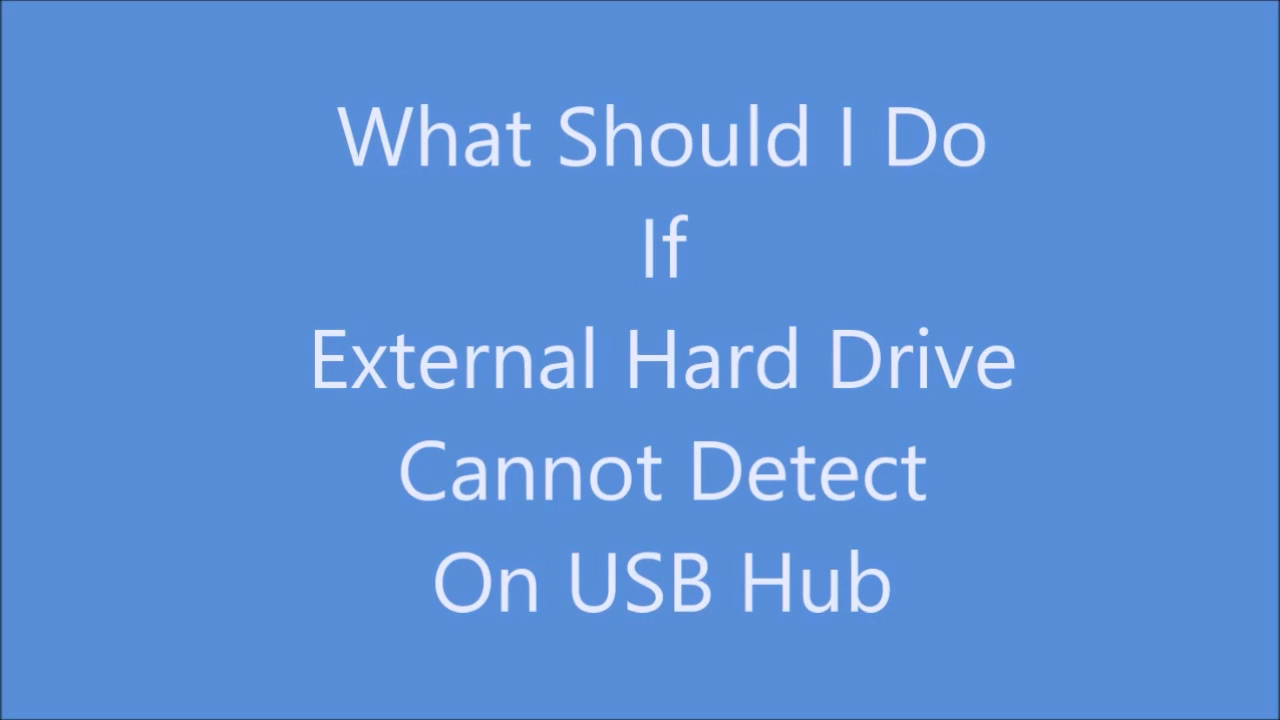 What Should I Do
If
External Hard Drive
Cannot Detect
On USB Hub